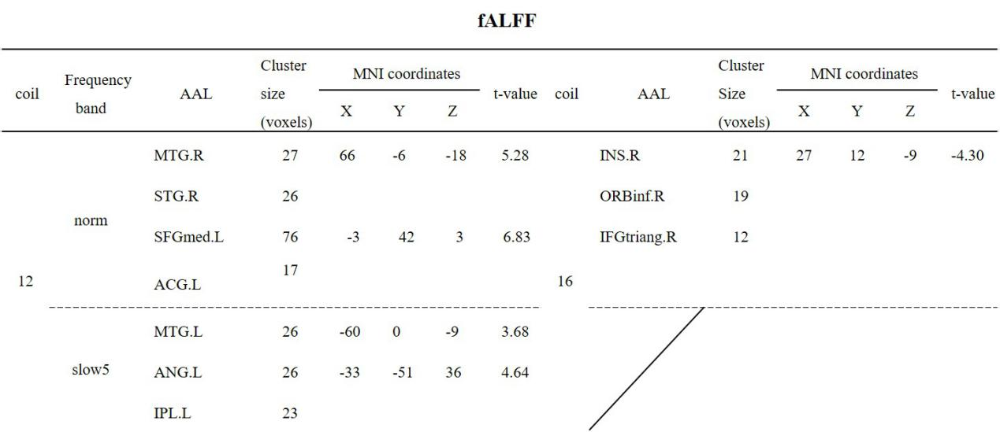 fALFF
coil Frequency band AAL Cluster size (voxels) MNI coordinates X Y Z t-value coil AAL Cluster Size (voxels) MNI coordinates X Y Z t-value
MTG.R 27 66 -6 -18 5.28 INS.R 21 27 12 -9 -4.30
STG.R 26 ORBinf.R 19
norm
SFGmed.L 76 -3 42 3 6.83 IFGtriang.R 12
12 ACG.L 17 16
MTG.L 26 -60 0 -9 3.68
slow5 ANG.L 26 -33 -51 36 4.64
IPL.L 23